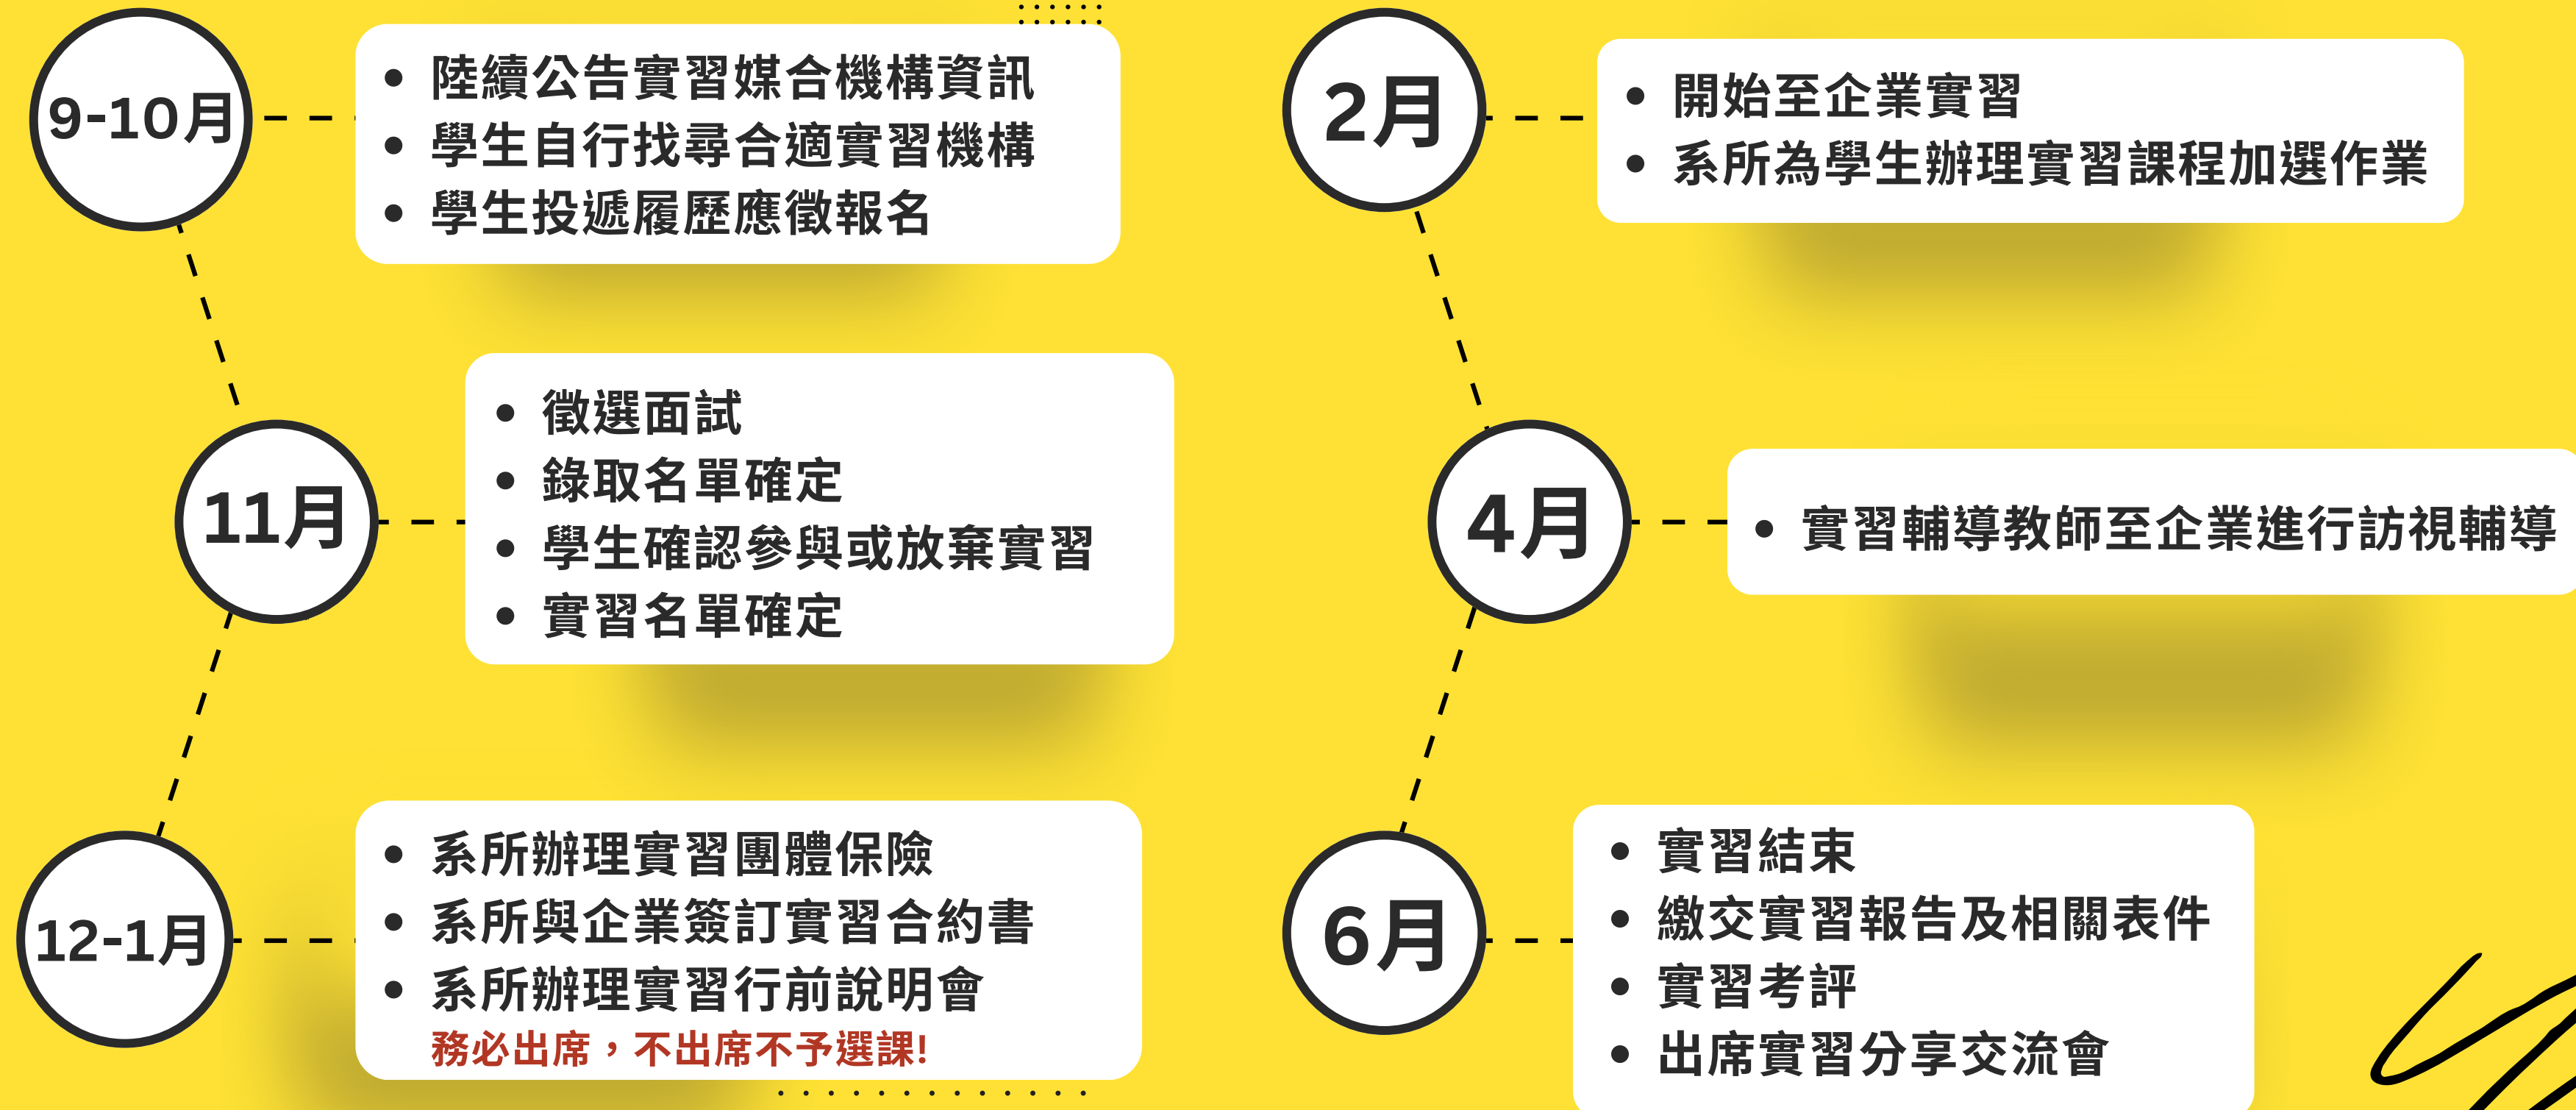 9-10月
• 陸續公告實習媒合機構資訊
• 學生自行找尋合適實習機構
• 學生投遞履歷應徵報名
11月
• 徵選面試
• 錄取名單確定
• 學生確認參與或放棄實習
• 實習名單確定
12-1月
• 系所辦理實習團體保險
• 系所與企業簽訂實習合約書
• 系所辦理實習行前說明會
務必出席，不出席不予選課!
2月
• 開始至企業實習
• 系所為學生辦理實習課程加選作業
4月
• 實習輔導教師至企業進行訪視輔導
6月
• 實習結束
• 繳交實習報告及相關表件
• 實習考評
• 出席實習分享交流會